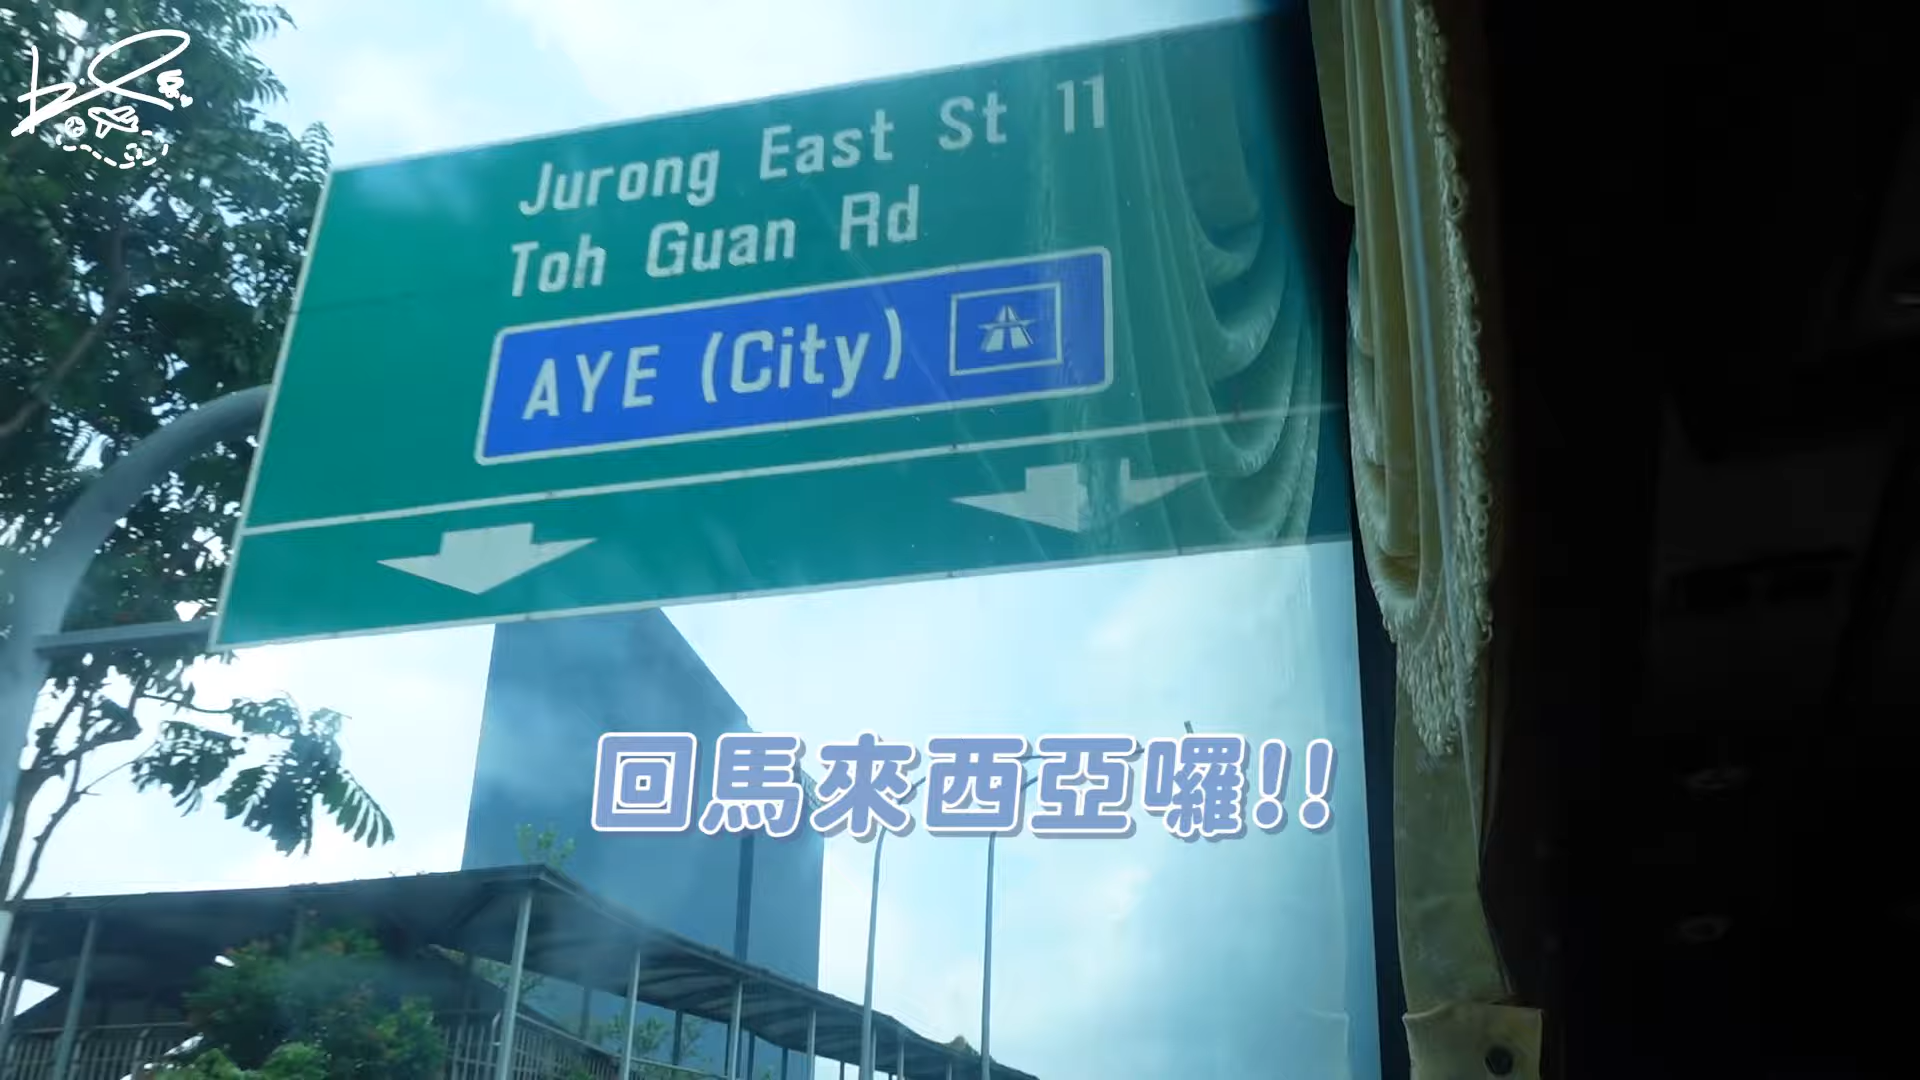 Jurong East St 11
Toh Guan Rd
AYE (City)
回馬來西亞囉!!